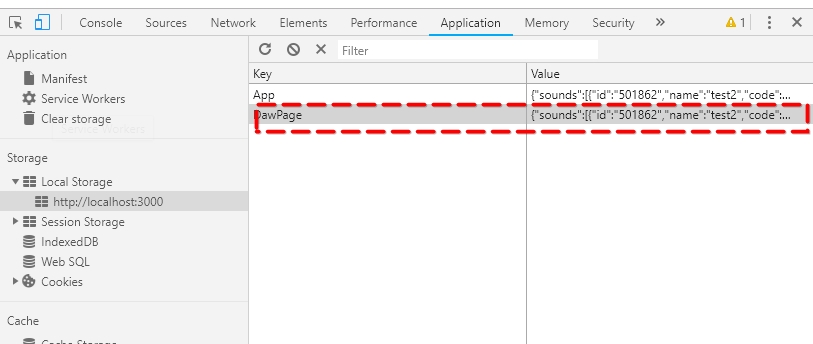 Console Sources Network Elements Performance Application Memory Security » 1
Application
Manifest
Service Workers
Clear storage
Service Workers
Storage
Local Storage
http://localhost:3000
Session Storage
IndexedDB
Web SQL
Cookies
Cache
Cache Storage
Filter
Key Value
App {"sounds":[{"id":"501862","name":"test2","code":...
DawPage {"sounds":[{"id":"501862","name":"test2","code":...